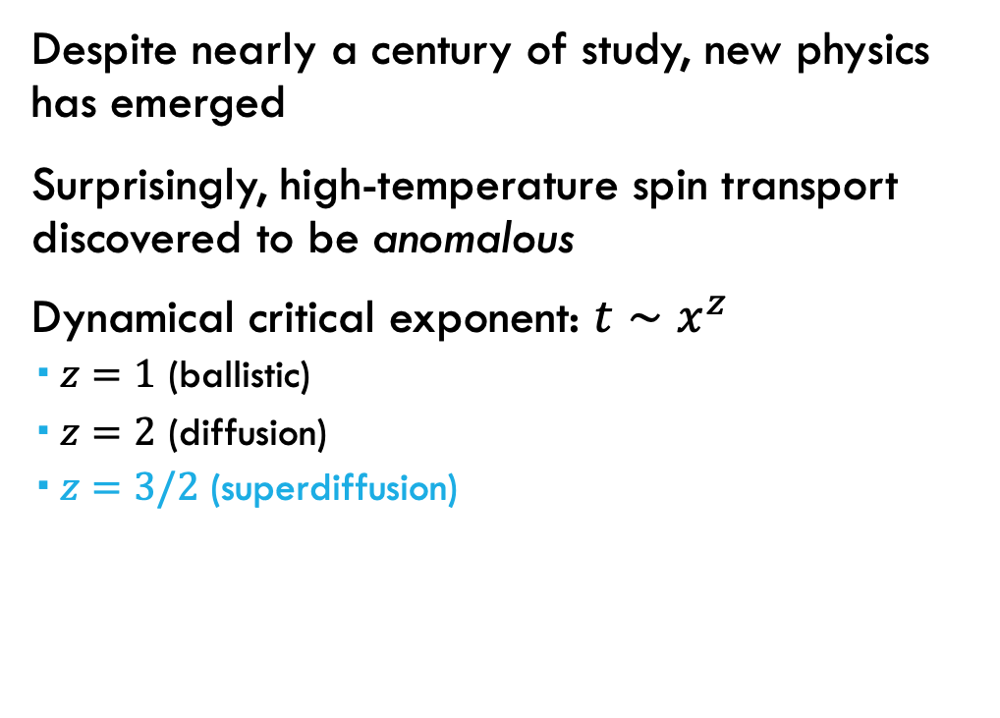 Despite nearly a century of study, new physics
has emerged
Surprisingly, high-temperature spin transport
discovered to be anomalous
Dynamical critical exponent: t ~ x^z
▪ z = 1 (ballistic)
▪ z = 2 (diffusion)
▪ z = 3/2 (superdiffusion)